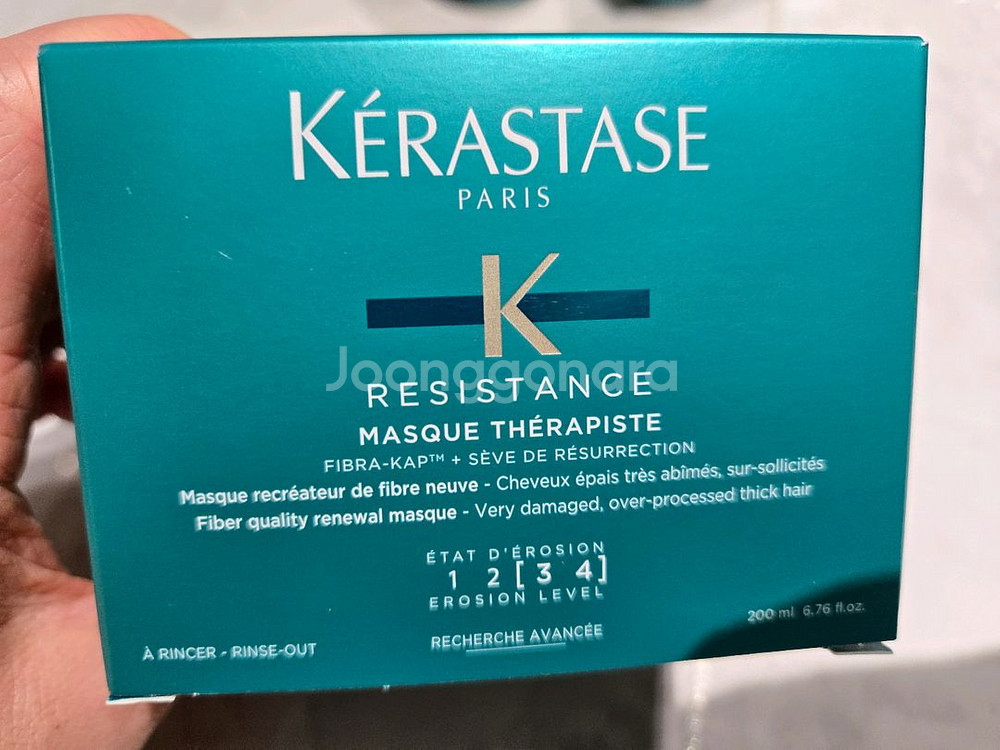 KÉRASTASE
PARIS
K
Joonggonara
RESISTANCE
MASQUE THÉRAPISTE
FIBRA-KAP™ + SÈVE DE RÉSURRECTION
Masque recréateur de fibre neuve - Cheveux épais très abîmés, sur-sollicités
Fiber quality renewal masque - Very damaged, over-processed thick hair
ÉTAT D'ÉROSION
1 2 [3 4]
EROSION LEVEL
200 ml 6.76 fl.oz.
RECHERCHE AVANCÉE
À RINCER - RINSE-OUT